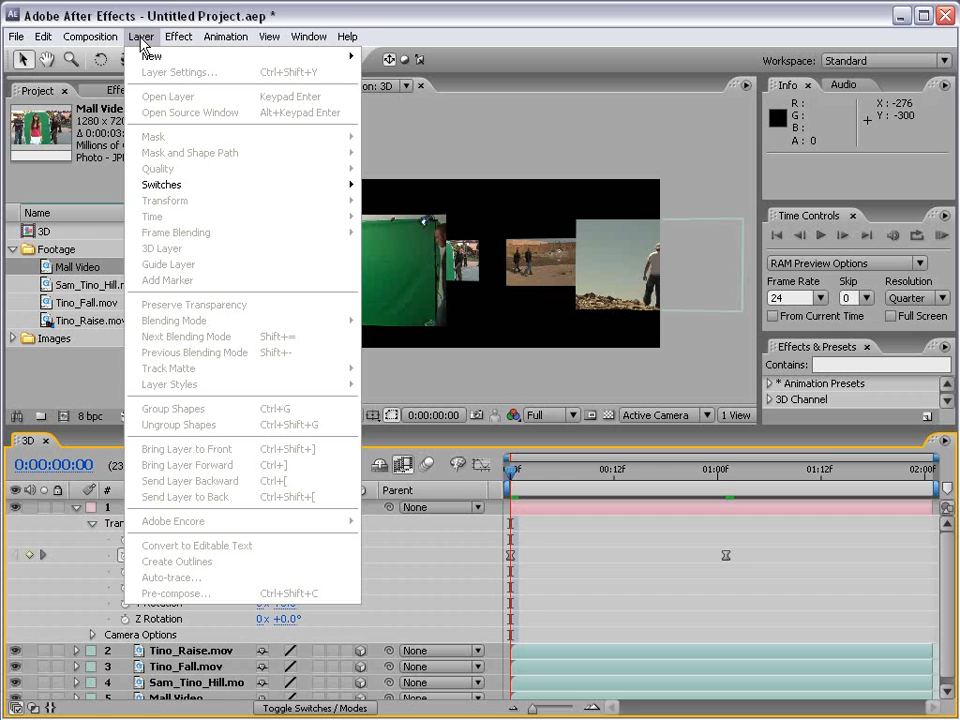 Adobe After Effects - Untitled Project.aep *
File Edit Composition Layer Effect Animation View Window Help
Workspace: Standard
Project
on: 3D
Info Audio
Mall Vide
1280 x 720
Δ 0:00:03:
Millions of
Photo - JP
R :
G :
B :
A : 0
X : -276
Y : -300
New
Layer Settings... Ctrl+Shift+Y
Open Layer Keypad Enter
Open Source Window Alt+Keypad Enter
Mask
Mask and Shape Path
Quality
Switches
Transform
Time
Frame Blending
3D Layer
Guide Layer
Add Marker
Preserve Transparency
Blending Mode
Next Blending Mode Shift+=
Previous Blending Mode Shift+-
Track Matte
Layer Styles
Group Shapes Ctrl+G
Ungroup Shapes Ctrl+Shift+G
Bring Layer to Front Ctrl+Shift+]
Bring Layer Forward Ctrl+]
Send Layer Backward Ctrl+[
Send Layer to Back Ctrl+Shift+[
Adobe Encore
Convert to Editable Text
Create Outlines
Auto-trace...
Pre-compose... Ctrl+Shift+C
Name
3D
Footage
Mall Video
Sam_Tino_Hill.
Tino_Fall.mov
Tino_Raise.mov
Images
8 bpc
Time Controls
RAM Preview Options
Frame Rate Skip Resolution
24 0 Quarter
From Current Time Full Screen
Effects & Presets
Contains:
* Animation Presets
3D Channel
0:00:00:00 Full Active Camera 1 View
3D
0:00:00:00 (23
00:12f 01:00f 01:12f 02:00f
# Parent
1 None
Tran
Z Rotation 0 x +0.0°
Camera Options
2 Tino_Raise.mov None
3 Tino_Fall.mov None
4 Sam_Tino_Hill.mo None
Toggle Switches / Modes